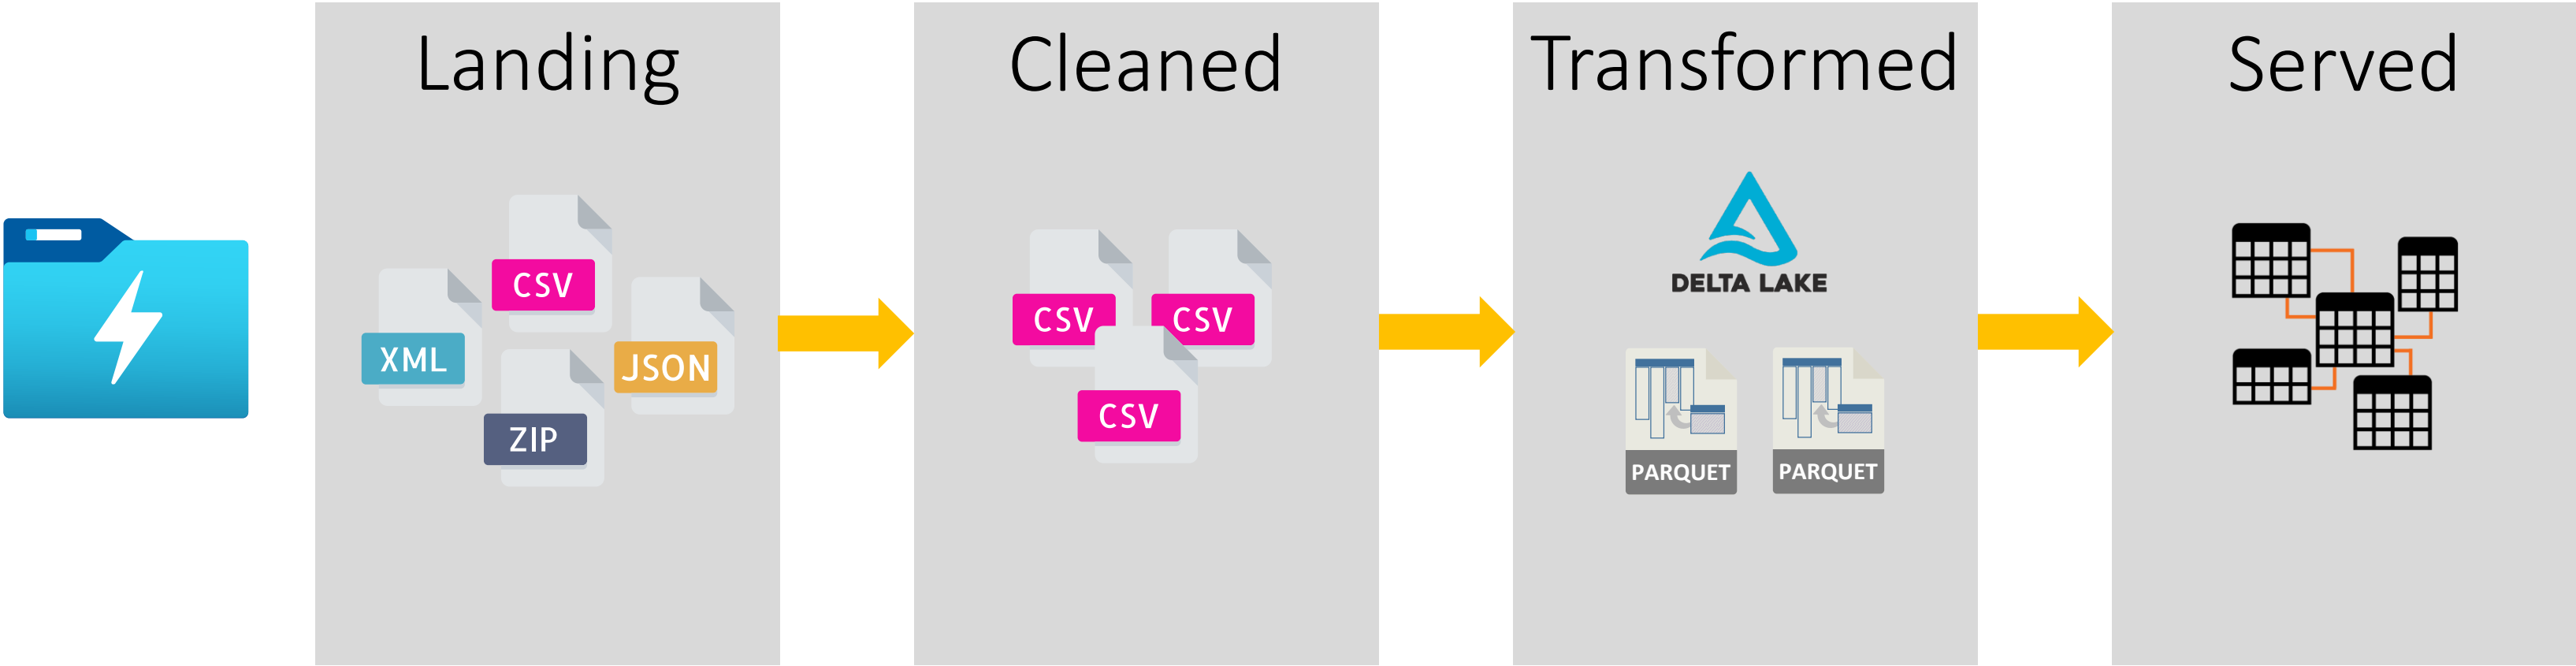 Landing
CSV
XML
JSON
ZIP
Cleaned
CSV
CSV
CSV
Transformed
DELTA LAKE
PARQUET
PARQUET
Served